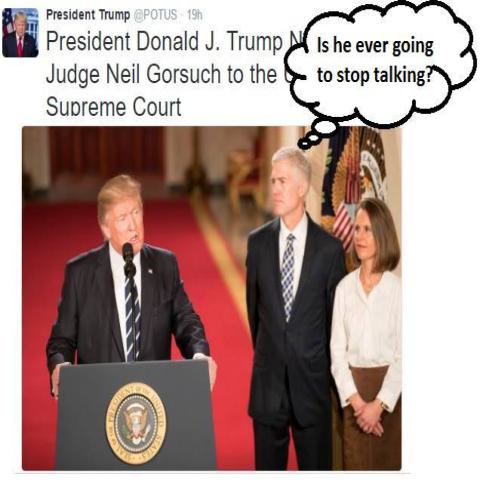 President Trump @POTUS · 19h
President Donald J. Trump N
Judge Neil Gorsuch to the
Supreme Court
Is he ever going
to stop talking?